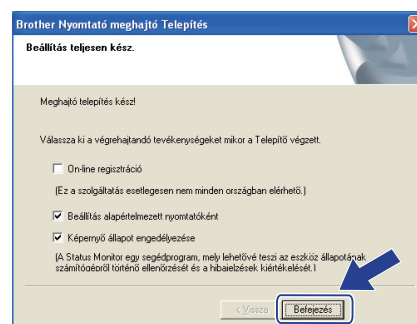 Brother Nyomtató meghajtó Telepítés
Beállítás teljesen kész.
Meghajtó telepítés kész!
Válassza ki a végrehajtandó tevékenységeket mikor a Telepítő végzett.
On-line regisztráció
(Ez a szolgáltatás esetlegesen nem minden országban elérhető.)
Beállítás alapértelmezett nyomtatóként
Képernyő állapot engedélyezése
(A Status Monitor egy segédprogram, mely lehetővé teszi az eszköz állapotának
számítógéről történő ellenőrzését és a hibaielzések kiértékelését.)
< Vissza
Befejezés